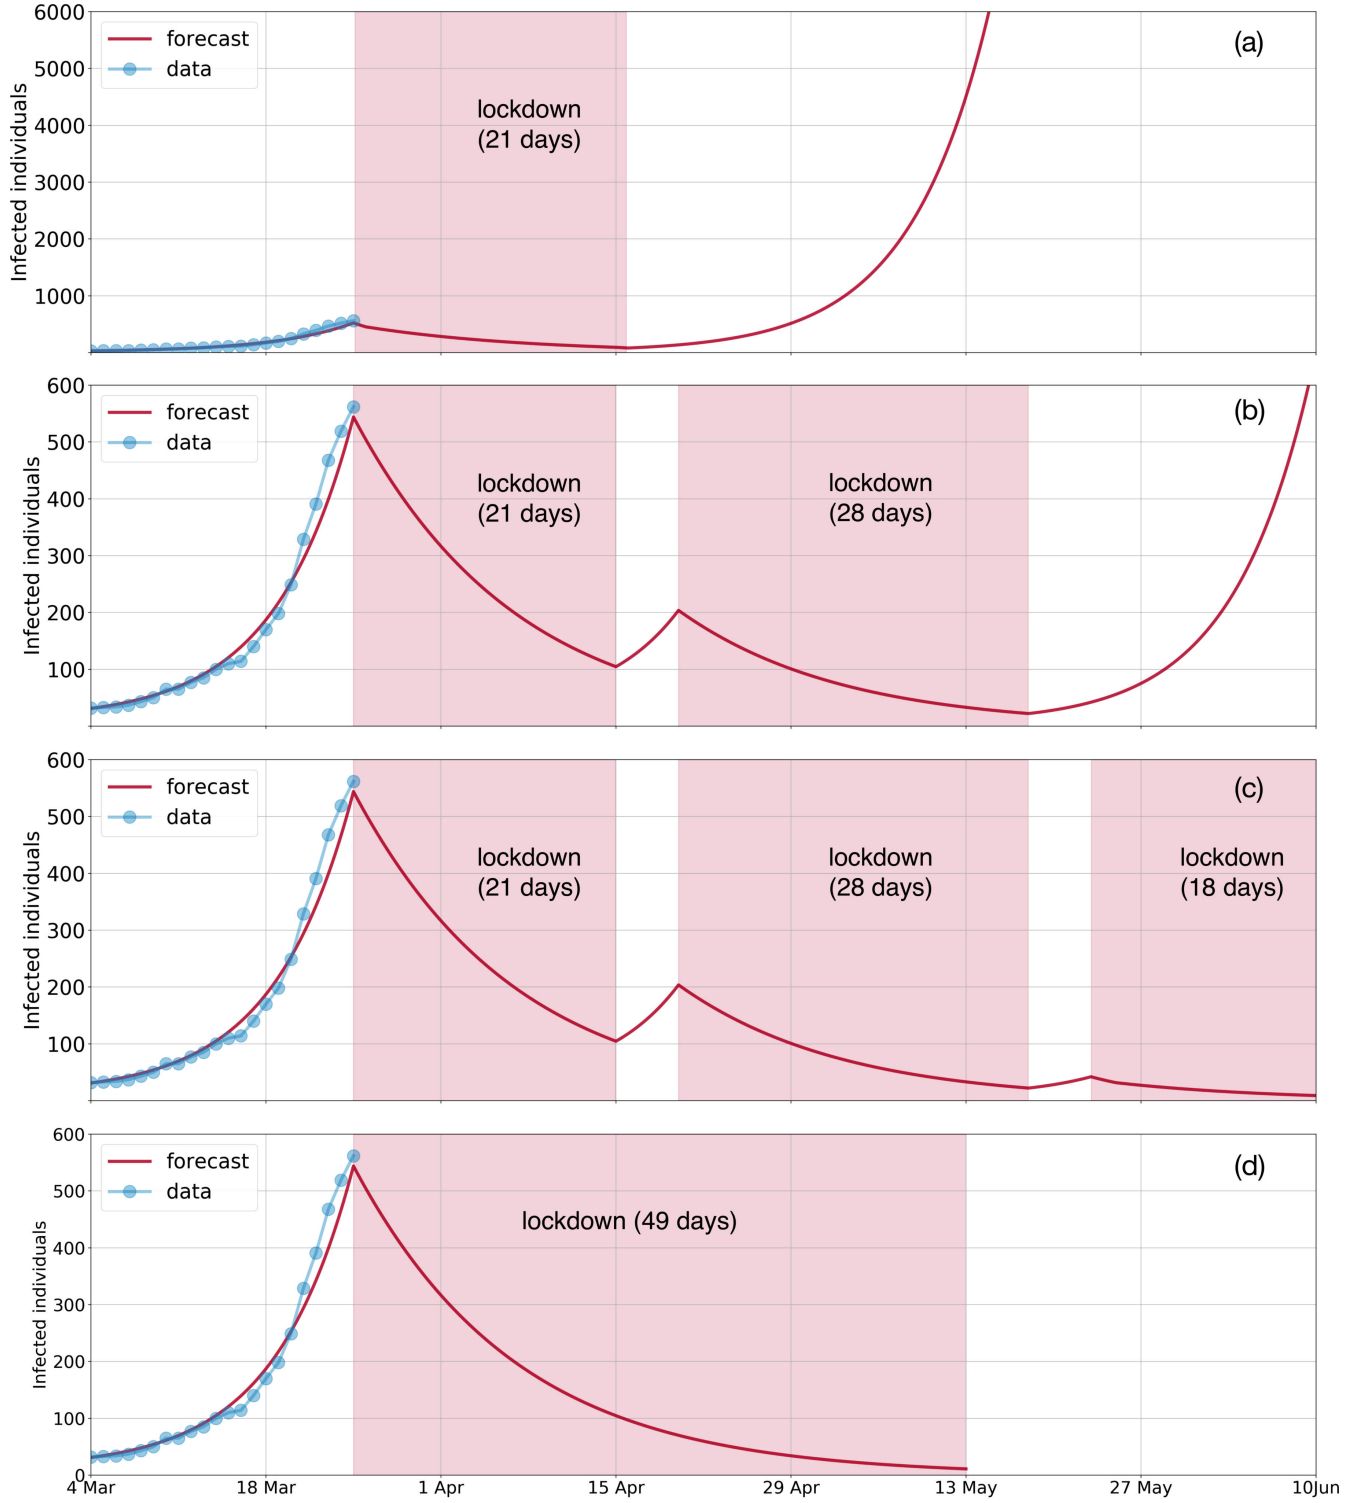 6000
5000
4000
3000
2000
1000
Infected individuals
forecast
data
lockdown
(21 days)
(a)
600
500
400
300
200
100
Infected individuals
forecast
data
lockdown
(21 days)
lockdown
(28 days)
(b)
600
500
400
300
200
100
Infected individuals
forecast
data
lockdown
(21 days)
lockdown
(28 days)
lockdown
(18 days)
(c)
600
500
400
300
200
100
0
Infected individuals
forecast
data
lockdown (49 days)
(d)
4 Mar 18 Mar 1 Apr 15 Apr 29 Apr 13 May 27 May 10Jun